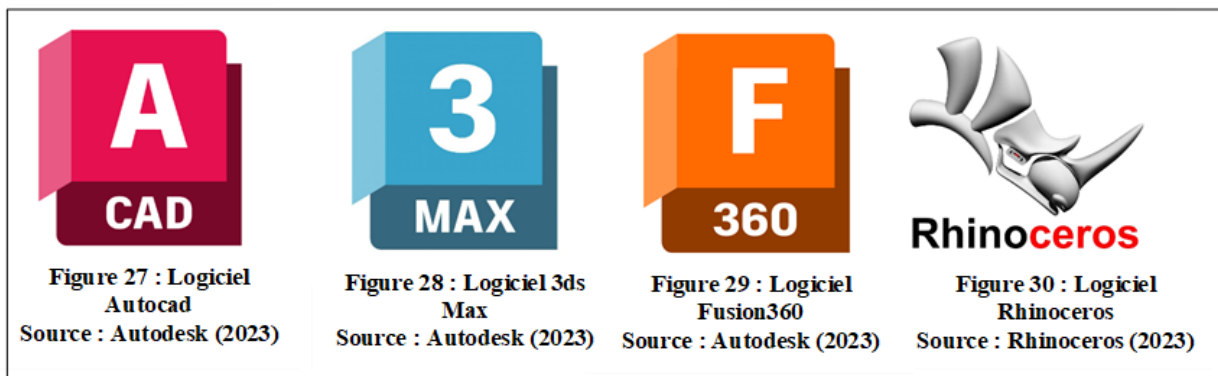 A
CAD
3
MAX
F
360
Rhinoceros
Figure 27 : Logiciel
Autocad
Source : Autodesk (2023)
Figure 28 : Logiciel 3ds
Max
Source : Autodesk (2023)
Figure 29 : Logiciel
Fusion360
Source : Autodesk (2023)
Figure 30 : Logiciel
Rhinoceros
Source : Rhinoceros (2023)